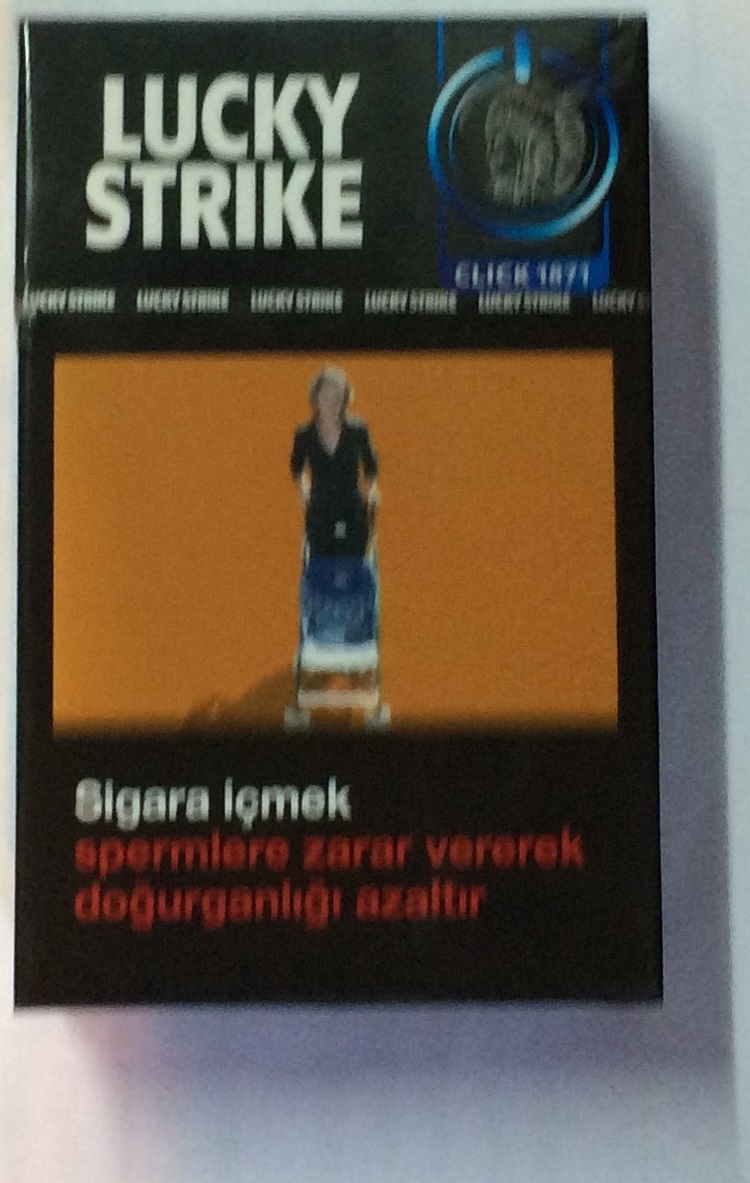 LUCKY
STRIKE
CLICK 1871
LUCKY STRIKE LUCKY STRIKE LUCKY STRIKE LUCKY STRIKE LUCKY STRIKE LUCKY S
Sigara içmek
spermlere zarar vererek
doğurganlığı azaltır